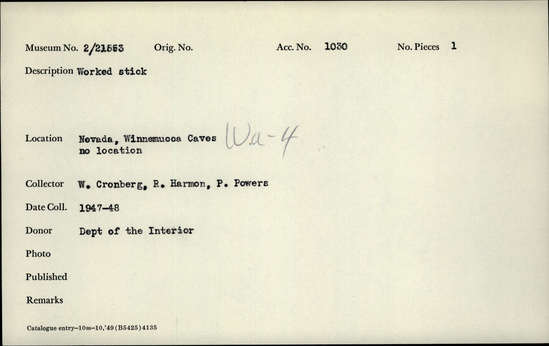 Museum No. 2/21553 Orig. No. Acc. No. 1030 No. Pieces 1
Description Worked stick
Location Nevada, Winnemucca Caves Wa-4
no location
Collector W. Cronberg, R. Harmon, P. Powers
Date Coll. 1947-48
Donor Dept of the Interior
Photo
Published
Remarks
Catalogue entry—10m—10,'49 (B5425) 4135